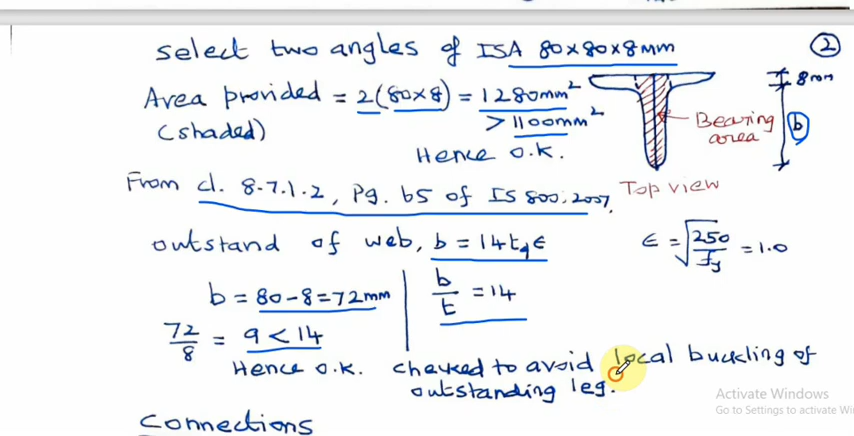 select two angles of ISA 80×80×8mm
②
Area provided = 2(80×8) = 1280mm²
(shaded)
> 1100mm²
Hence O.K.
8mm
Bearing area
b
Top view
From cl. 8.7.1.2, Pg. 65 of IS 800:2007,
outstand of web, b = 14tqϵ
ϵ = √250/fy = 1.0
b = 80-8 = 72mm
b/t = 14
72/8 = 9 < 14
Hence O.K. checked to avoid local buckling of
outstanding leg.
Connections
Activate Windows
Go to Settings to activate Wi